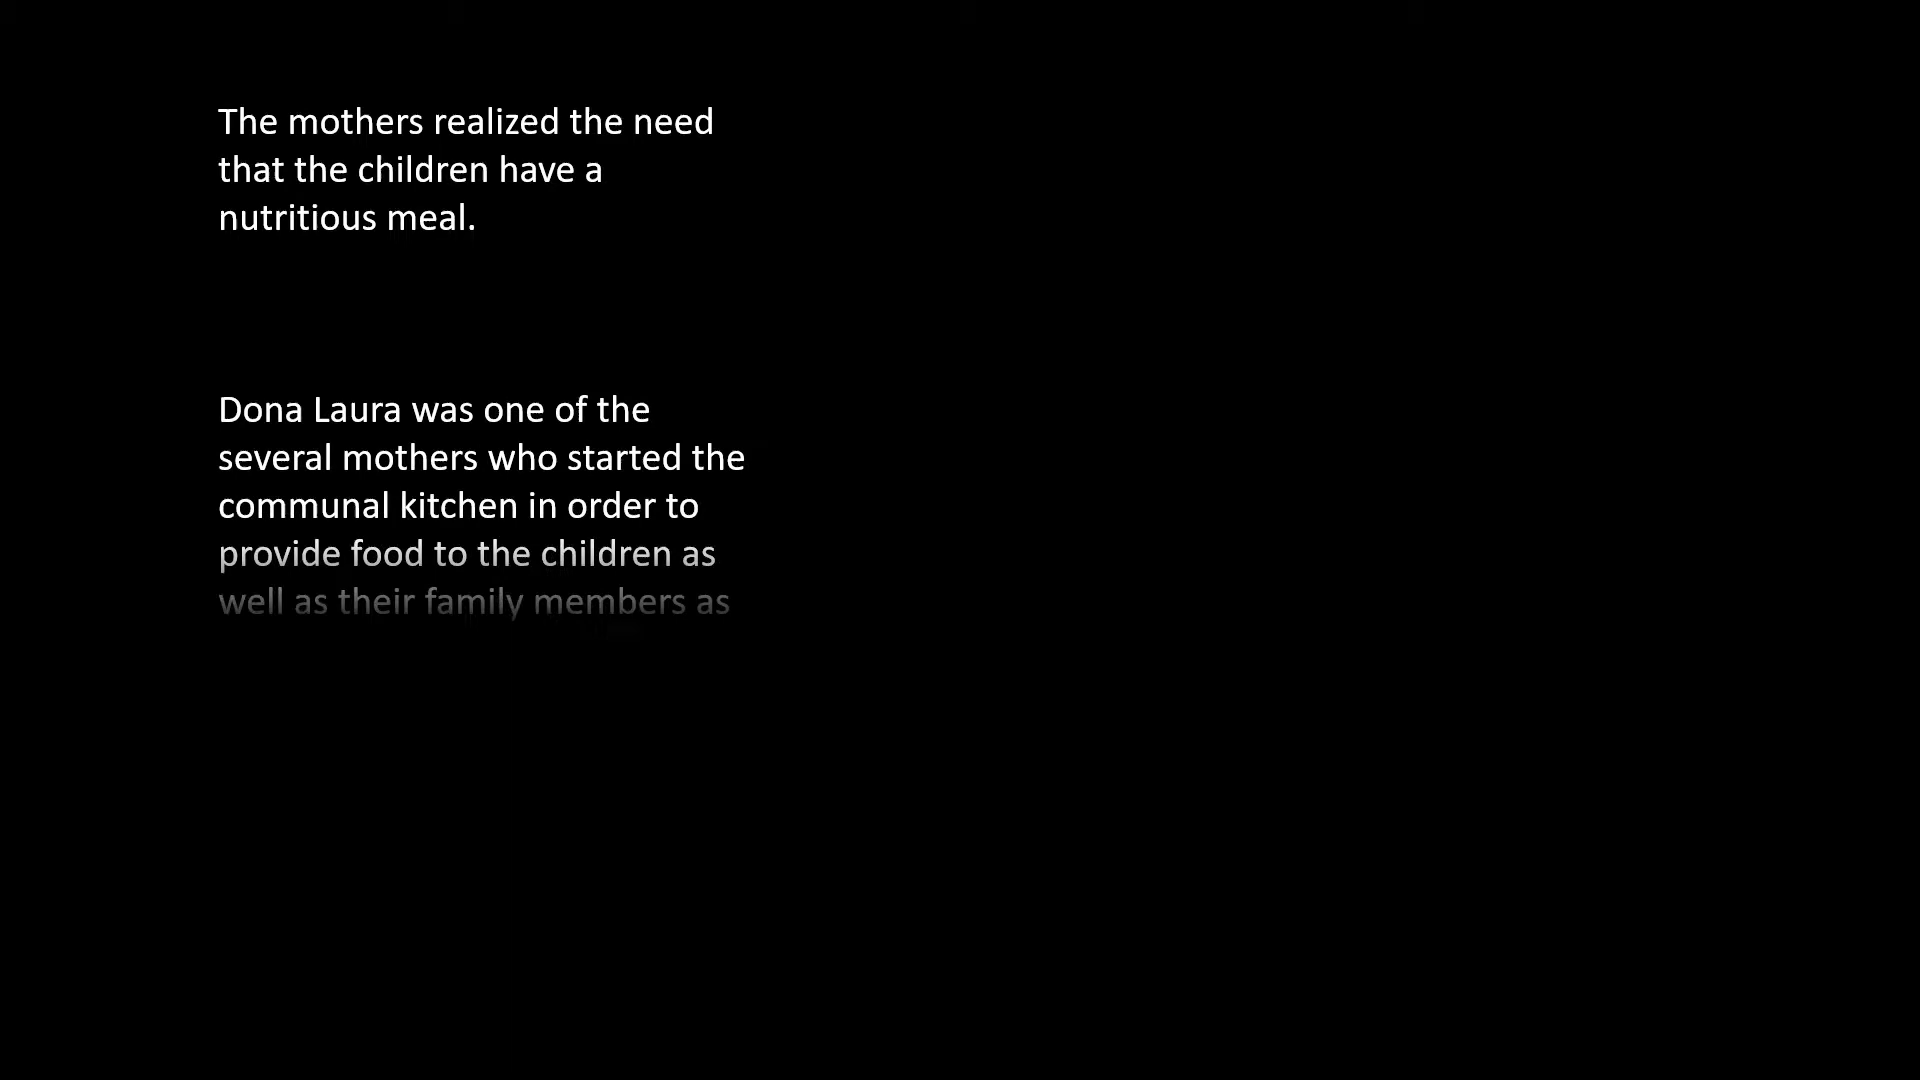 The mothers realized the need
that the children have a
nutritious meal.
Dona Laura was one of the
several mothers who started the
communal kitchen in order to
provide food to the children as
well as their family members as